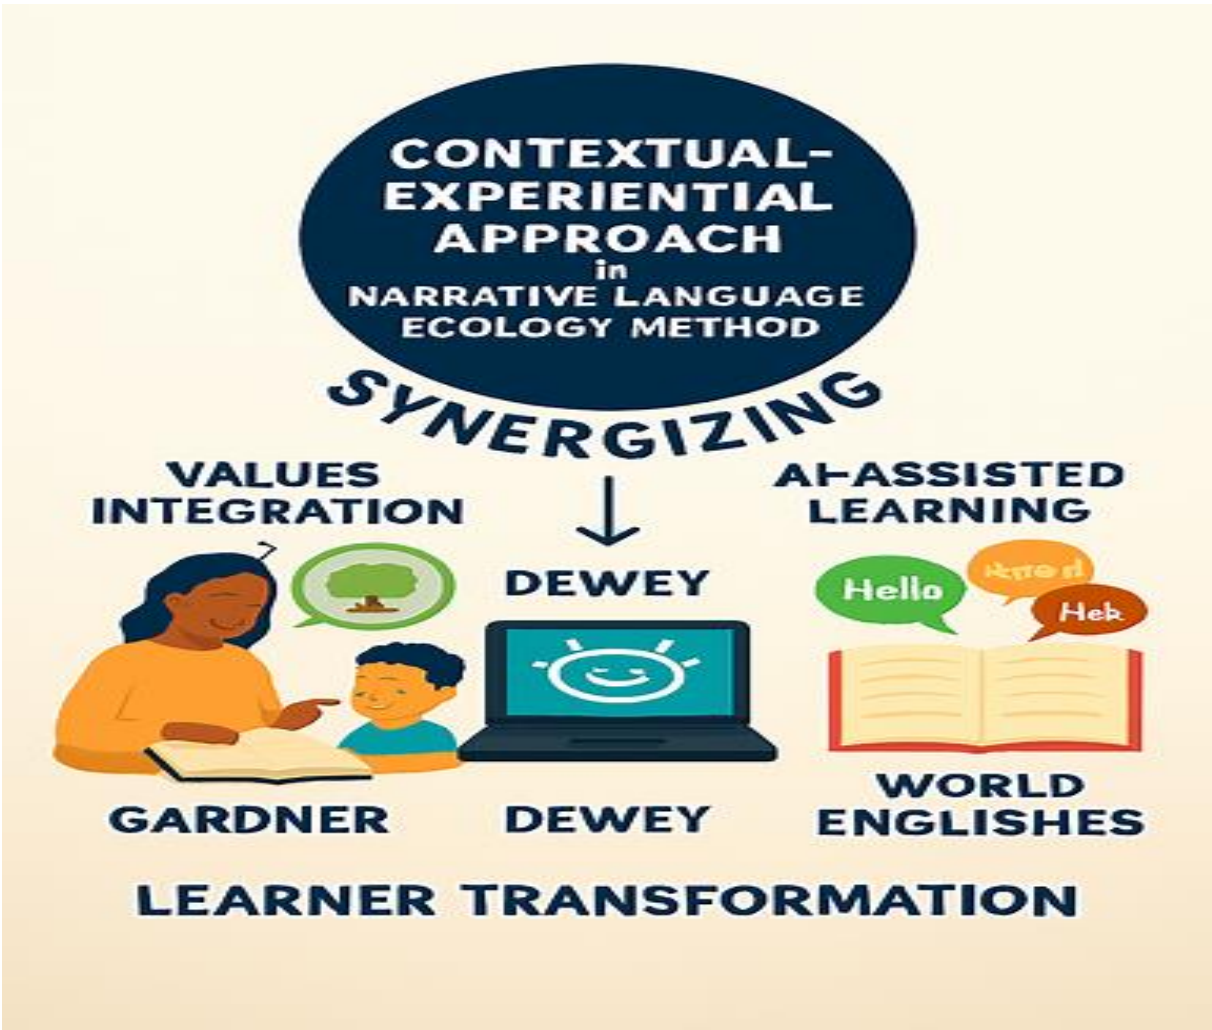 CONTEXTUAL-
EXPERIENTIAL
APPROACH
in
NARRATIVE LANGUAGE
ECOLOGY METHOD
SYNERGIZING
VALUES
INTEGRATION
AI-ASSISTED
LEARNING
DEWEY
Hello
Hek
GARDNER
DEWEY
WORLD
ENGLISHES
LEARNER TRANSFORMATION